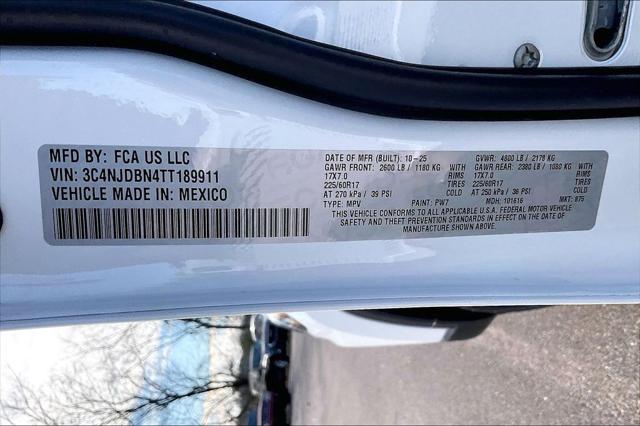 MFD BY: FCA US LLC
VIN: 3C4NJDBN4TT189911
VEHICLE MADE IN: MEXICO
DATE OF MFR (BUILT): 10-25 GVWR: 4800 LB / 2178 KG
GAWR FRONT: 2600 LB / 1180 KG WITH GAWR REAR: 2380 LB / 1080 KG WITH
17X7.0 RIMS 17X7.0 RIMS
225/60R17 TIRES 225/60R17 TIRES
AT 270 kPa / 39 PSI COLD AT 250 kPa / 36 PSI COLD
TYPE: MPV PAINT: PW7 MDH: 101616 MKT: 875
THIS VEHICLE CONFORMS TO ALL APPLICABLE U.S.A. FEDERAL MOTOR VEHICLE
SAFETY AND THEFT PREVENTION STANDARDS IN EFFECT ON THE DATE OF
MANUFACTURE SHOWN ABOVE.